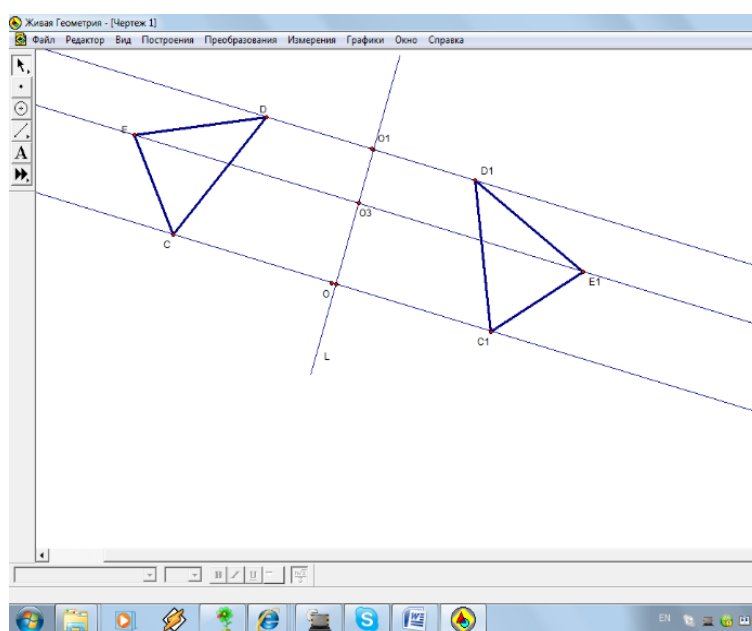 Живая Геометрия - [Чертеж 1]
Файл Редактор Вид Построения Преобразования Измерения Графики Окно Справка
A
D
E
O1
D1
O3
C
E1
O
C1
L
B I U
EN